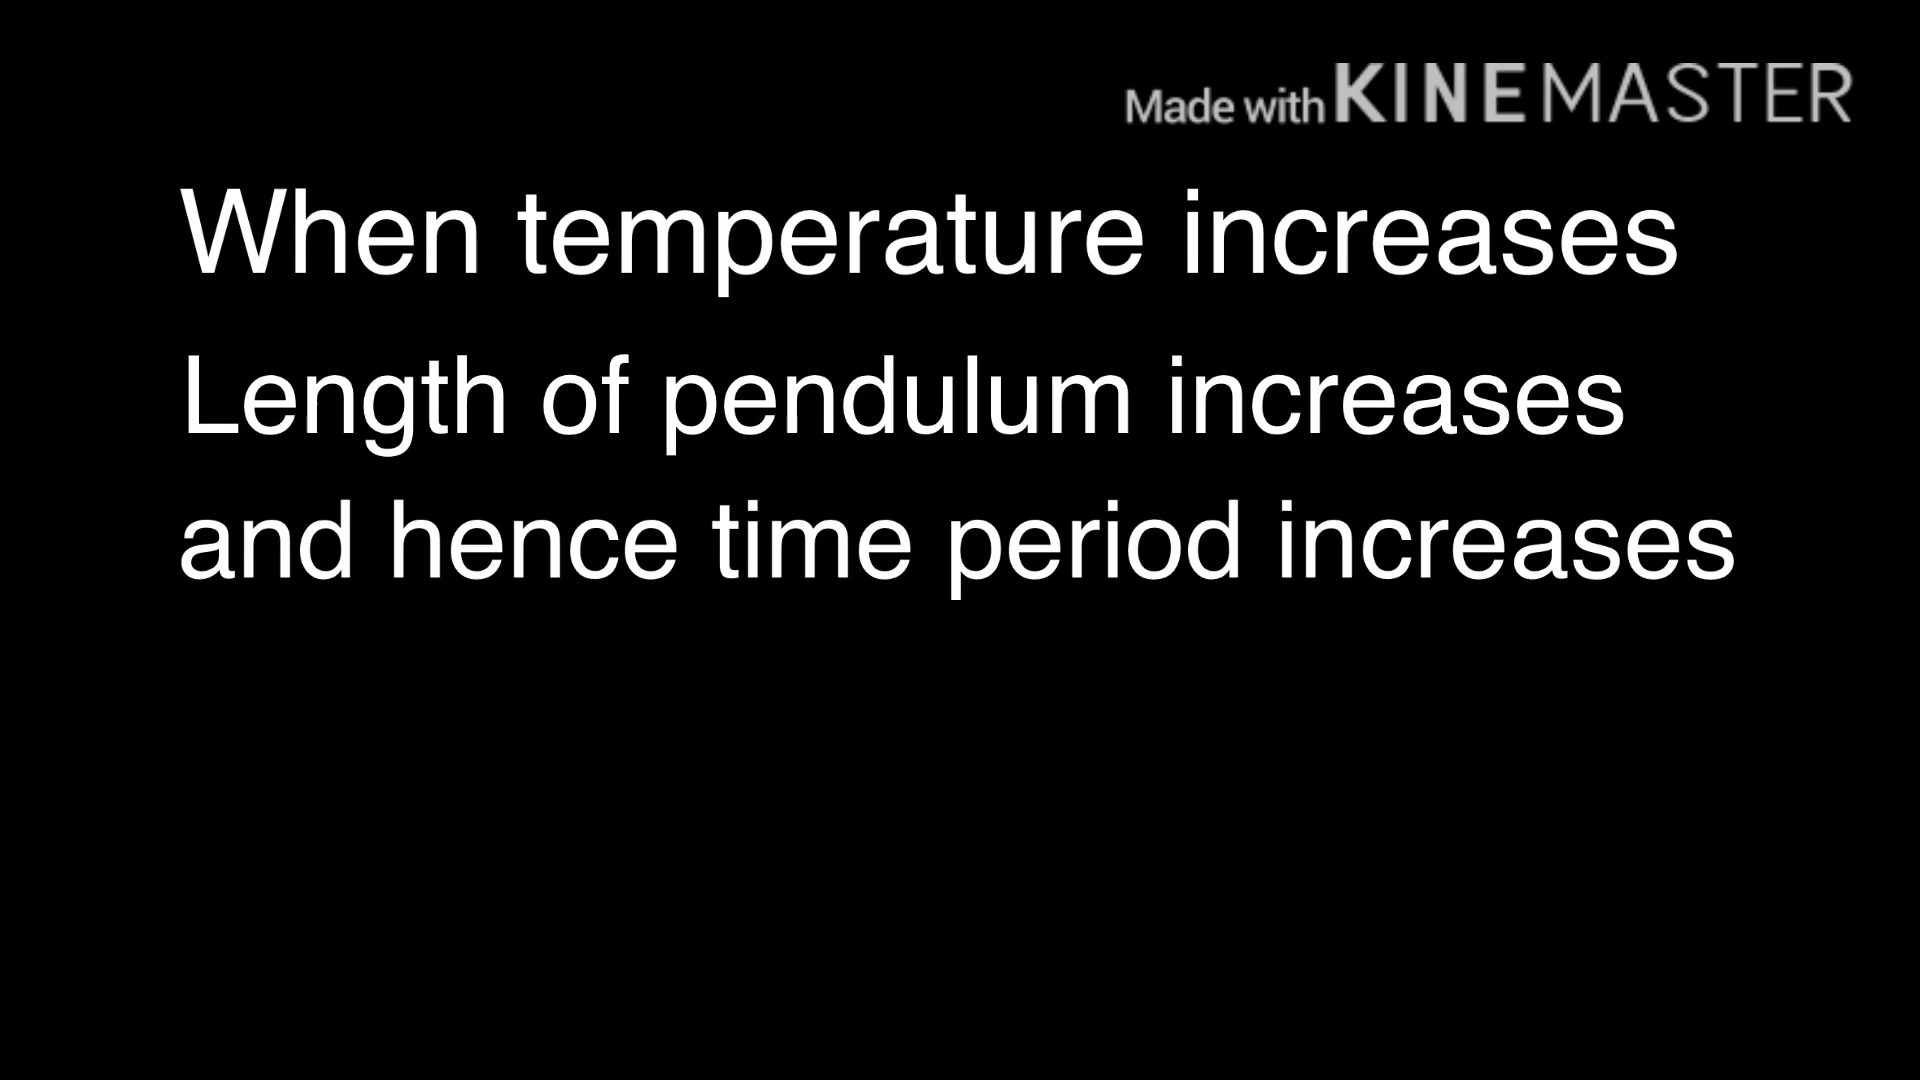 Made with KINEMASTER
When temperature increases
Length of pendulum increases
and hence time period increases